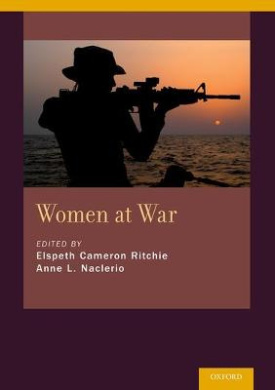 Women at War
EDITED BY
Elspeth Cameron Ritchie
Anne L. Naclerio
OXFORD